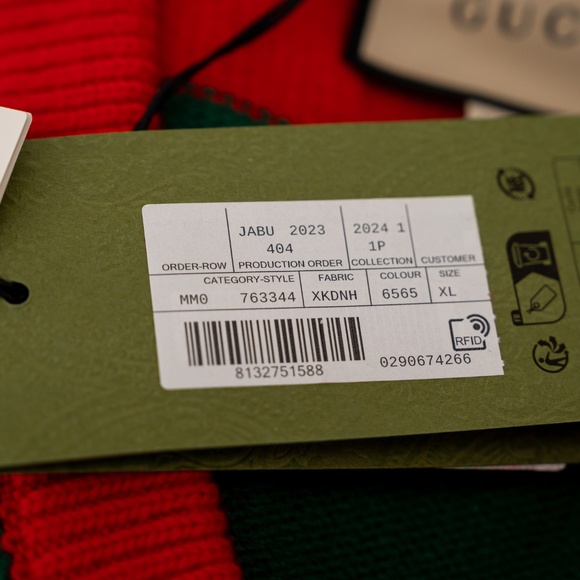 GUC
JABU 2023
404
2024 1
1P
ORDER-ROW
PRODUCTION ORDER
COLLECTION
CUSTOMER
CATEGORY-STYLE
FABRIC
COLOUR
SIZE
MM0 763344
XKDNH
6565
XL
8132751588
0290674266
RFID